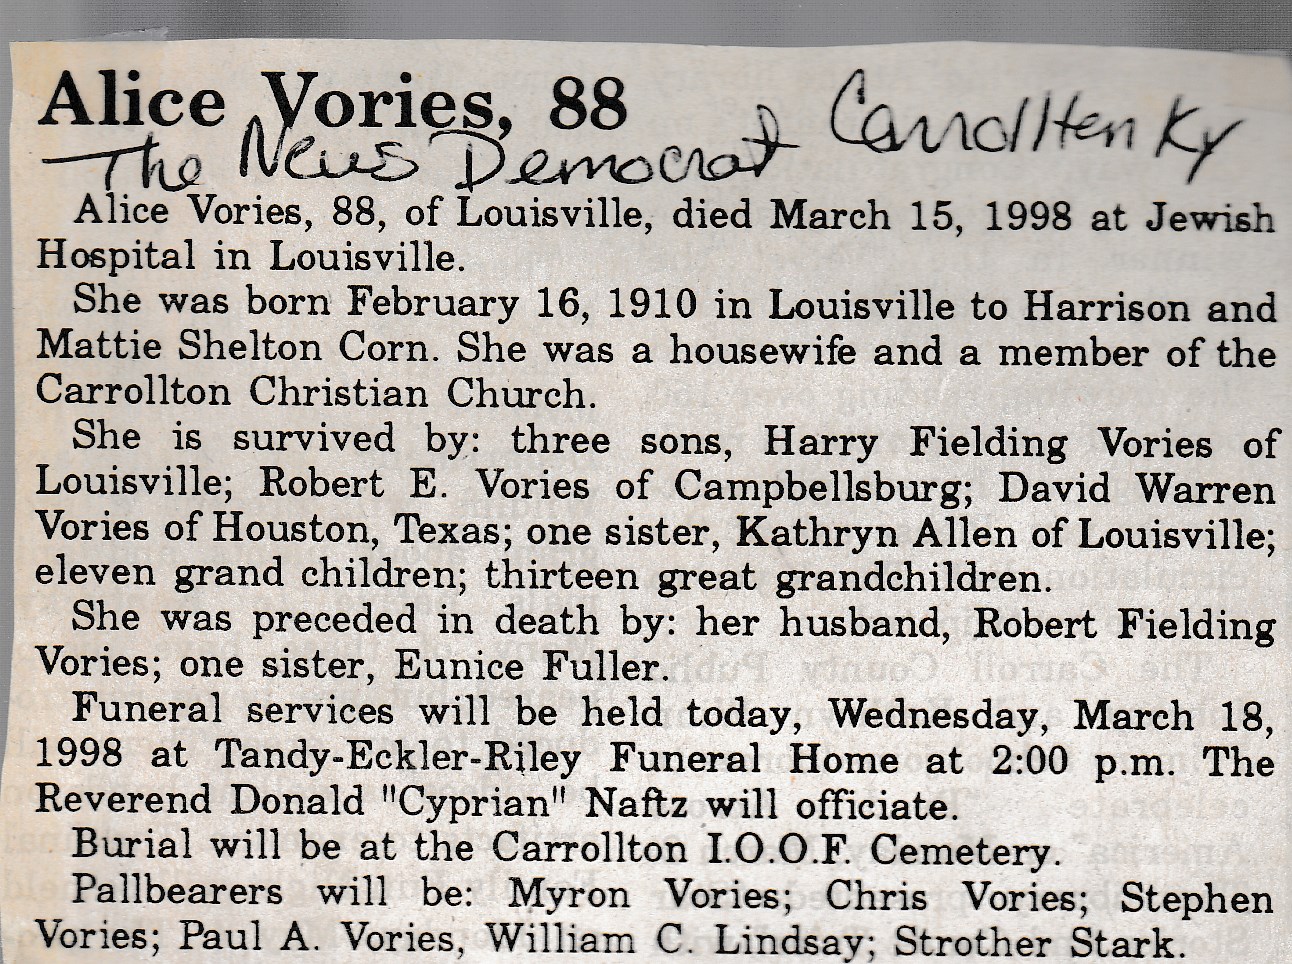 Alice Vories, 88
The News Democrat Carrollton Ky
Alice Vories, 88, of Louisville, died March 15, 1998 at Jewish
Hospital in Louisville.
She was born February 16, 1910 in Louisville to Harrison and
Mattie Shelton Corn. She was a housewife and a member of the
Carrollton Christian Church.
She is survived by: three sons, Harry Fielding Vories of
Louisville; Robert E. Vories of Campbellsburg; David Warren
Vories of Houston, Texas; one sister, Kathryn Allen of Louisville;
eleven grand children; thirteen great grandchildren.
She was preceded in death by: her husband, Robert Fielding
Vories; one sister, Eunice Fuller.
Funeral services will be held today, Wednesday, March 18,
1998 at Tandy-Eckler-Riley Funeral Home at 2:00 p.m. The
Reverend Donald "Cyprian" Naftz will officiate.
Burial will be at the Carrollton I.O.O.F. Cemetery.
Pallbearers will be: Myron Vories; Chris Vories; Stephen
Vories; Paul A. Vories, William C. Lindsay; Strother Stark.